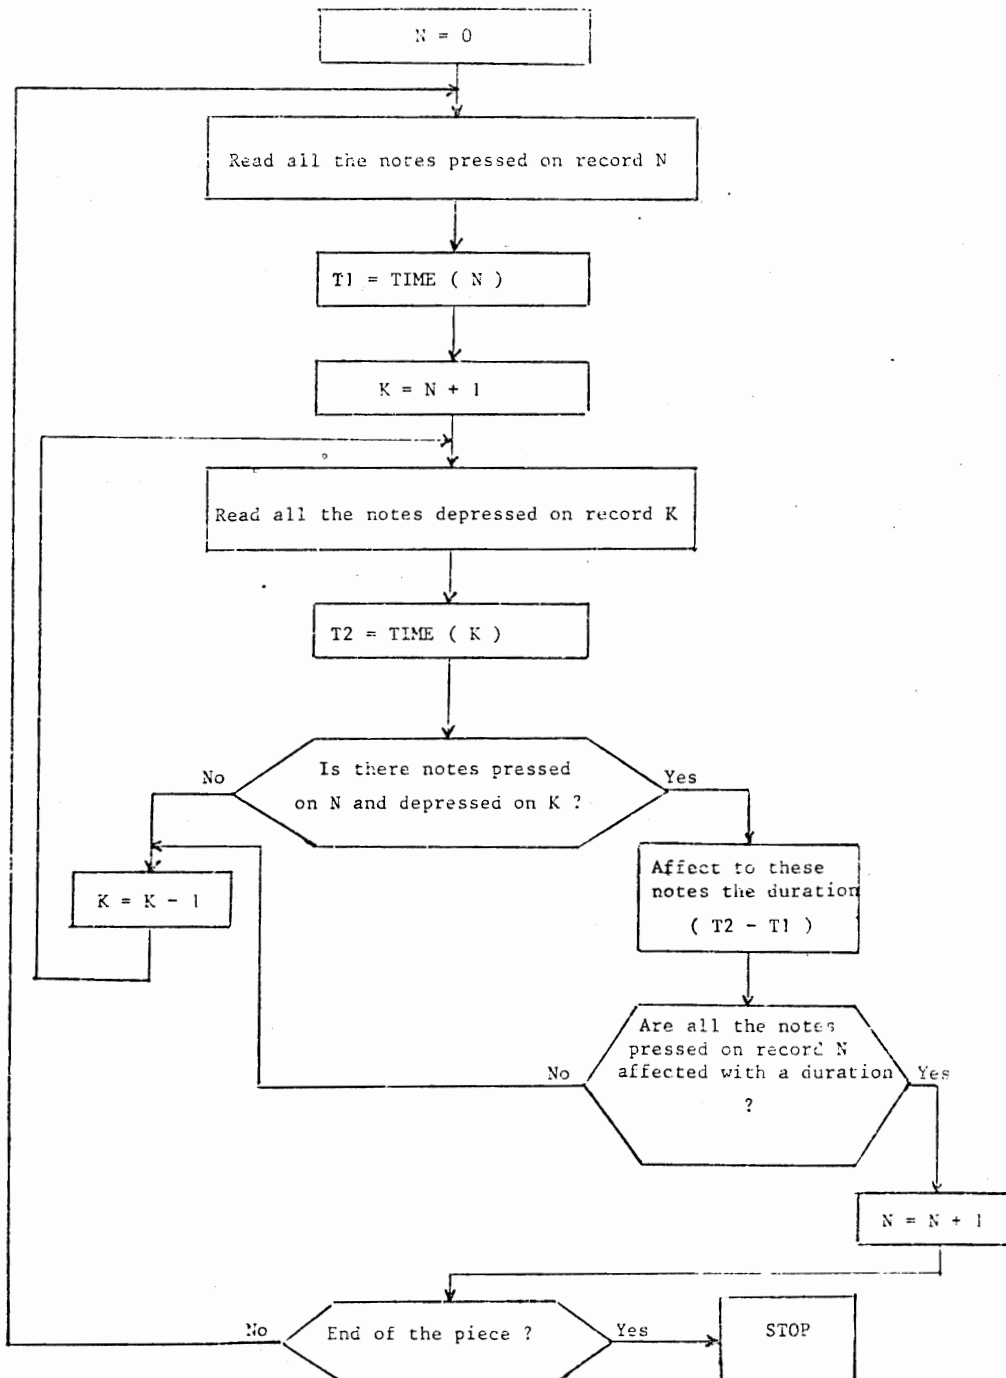 N = 0
Read all the notes pressed on record N
T1 = TIME ( N )
K = N + 1
Read all the notes depressed on record K
T2 = TIME ( K )
Is there notes pressed
on N and depressed on K ?
No
Yes
K = K - 1
Affect to these
notes the duration
( T2 - T1 )
Are all the notes
pressed on record N
affected with a duration
?
No
Yes
N = N + 1
End of the piece ?
No
Yes
STOP